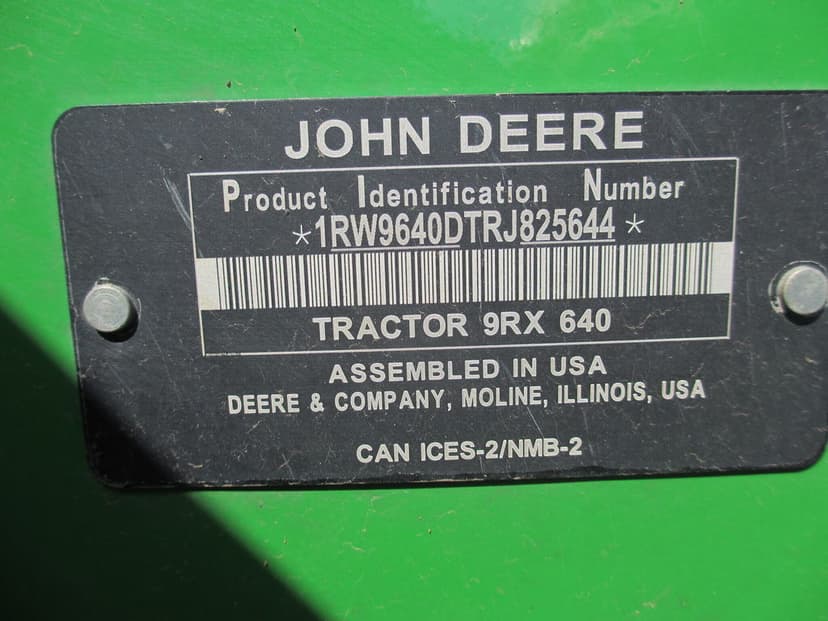 JOHN DEERE
Product Identification Number
*1RW9640DTRJ825644*
TRACTOR 9RX 640
ASSEMBLED IN USA
DEERE & COMPANY, MOLINE, ILLINOIS, USA
CAN ICES-2/NMB-2